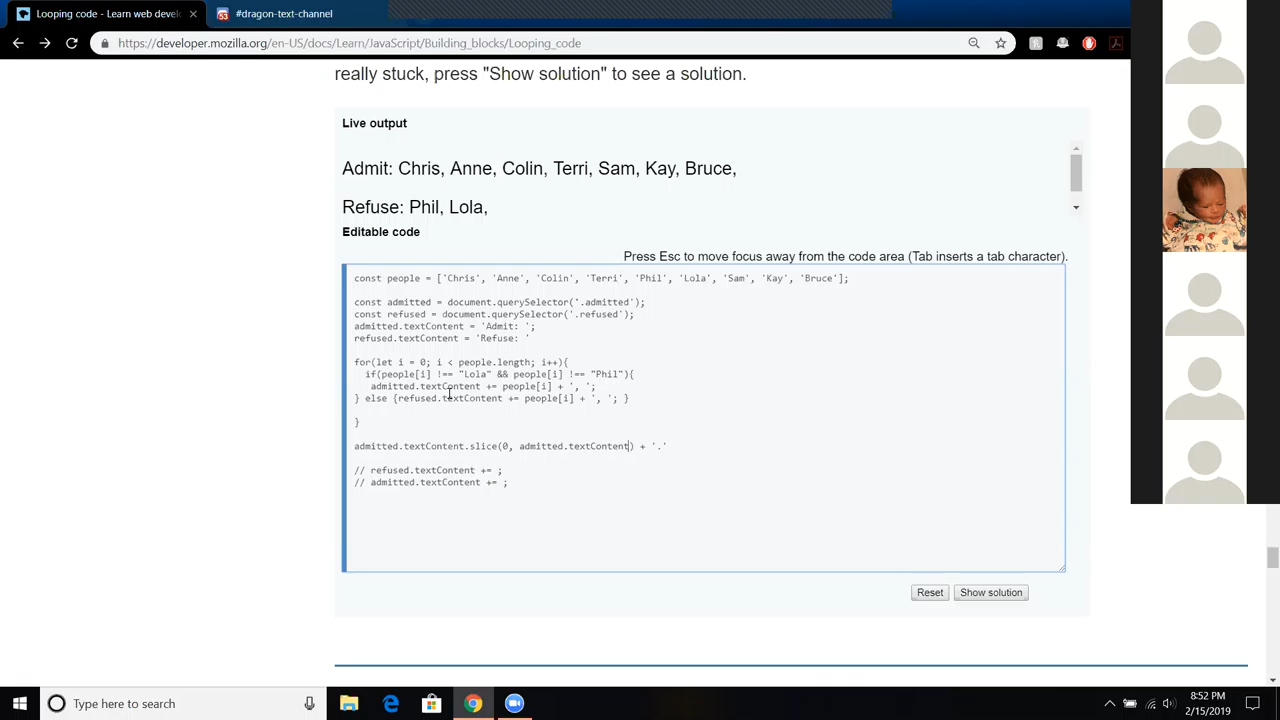 Looping code - Learn web devel
#dragon-text-channel
https://developer.mozilla.org/en-US/docs/Learn/JavaScript/Building_blocks/Looping_code
really stuck, press "Show solution" to see a solution.
Live output
Admit: Chris, Anne, Colin, Terri, Sam, Kay, Bruce,
Refuse: Phil, Lola,
Editable code
Press Esc to move focus away from the code area (Tab inserts a tab character).
const people = ['Chris', 'Anne', 'Colin', 'Terri', 'Phil', 'Lola', 'Sam', 'Kay', 'Bruce'];
const admitted = document.querySelector('.admitted');
const refused = document.querySelector('.refused');
admitted.textContent = 'Admit: ';
refused.textContent = 'Refuse: '
for(let i = 0; i < people.length; i++){
if(people[i] !== "Lola" && people[i] !== "Phil"){
admitted.textContent += people[i] + ', ';
} else {refused.textContent += people[i] + ', '; }
}
admitted.textContent.slice(0, admitted.textContent) + '.'
// refused.textContent += ;
// admitted.textContent += ;
Reset
Show solution
Type here to search
8:52 PM
2/15/2019